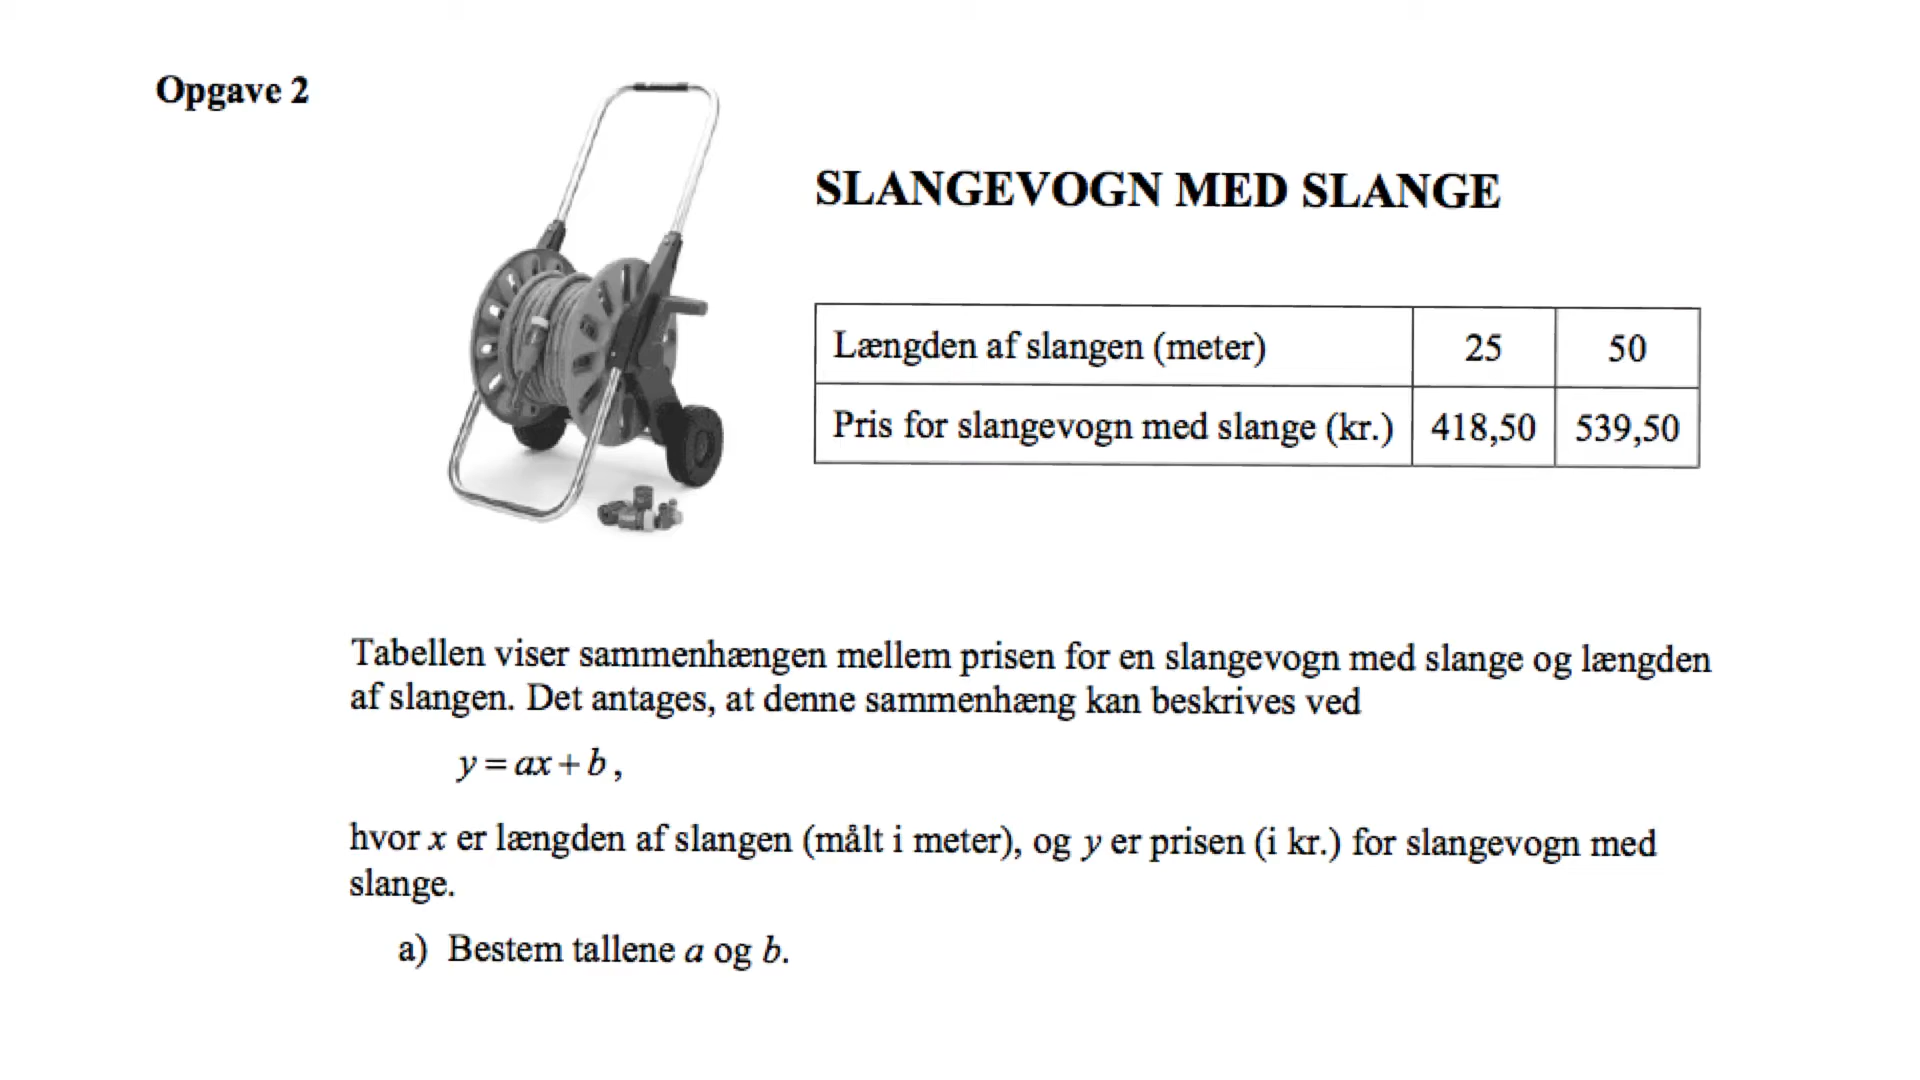 Opgave 2
SLANGEVOGN MED SLANGE
Længden af slangen (meter) 25 50
Pris for slangevogn med slange (kr.) 418,50 539,50
Tabellen viser sammenhængen mellem prisen for en slangevogn med slange og længden
af slangen. Det antages, at denne sammenhæng kan beskrives ved
y = ax + b ,
hvor x er længden af slangen (målt i meter), og y er prisen (i kr.) for slangevogn med
slange.
a) Bestem tallene a og b.